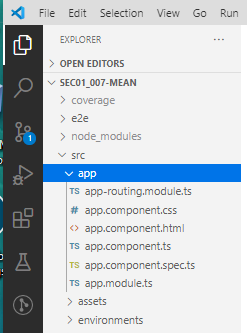 File Edit Selection View Go Run
EXPLORER
OPEN EDITORS
SEC01_007-MEAN
coverage
e2e
node_modules
src
app
TS app-routing.module.ts
# app.component.css
<> app.component.html
TS app.component.ts
TS app.component.spec.ts
TS app.module.ts
assets
environments
1